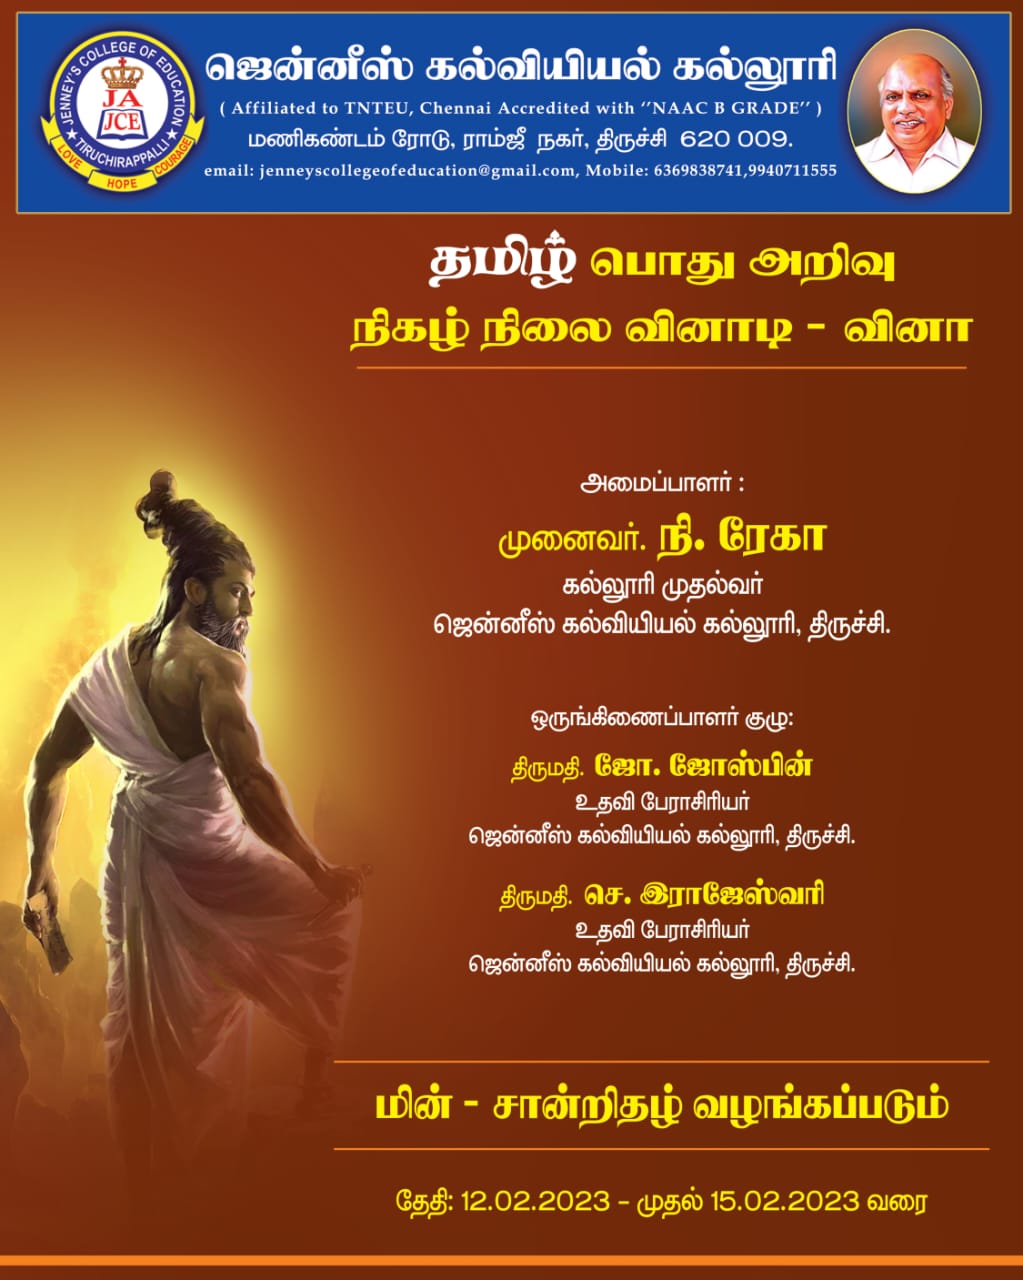 JENNEY'S COLLEGE OF EDUCATION
TIRUCHIRAPPALLI
JA
JCE
LOVE
HOPE
COURAGE
ஜென்னீஸ் கல்வியியல் கல்லூரி
( Affiliated to TNTEU, Chennai Accredited with ‘‘NAAC B GRADE’’ )
மணிகண்டம் ரோடு, ராம்ஜீ நகர், திருச்சி 620 009.
email: jenneyscollegeofeducation@gmail.com, Mobile: 6369838741,9940711555
தமிழ் பொது அறிவு
நிகழ் நிலை வினாடி - வினா
அமைப்பாளர் :
முனைவர். நி. ரேகா
கல்லூரி முதல்வர்
ஜென்னீஸ் கல்வியியல் கல்லூரி, திருச்சி.
ஒருங்கிணைப்பாளர் குழு:
திருமதி. ஜோ. ஜோஸ்பின்
உதவி பேராசிரியர்
ஜென்னீஸ் கல்வியியல் கல்லூரி, திருச்சி.
திருமதி. செ. இராஜேஸ்வரி
உதவி பேராசிரியர்
ஜென்னீஸ் கல்வியியல் கல்லூரி, திருச்சி.
மின் - சான்றிதழ் வழங்கப்படும்
தேதி: 12.02.2023 - முதல் 15.02.2023 வரை